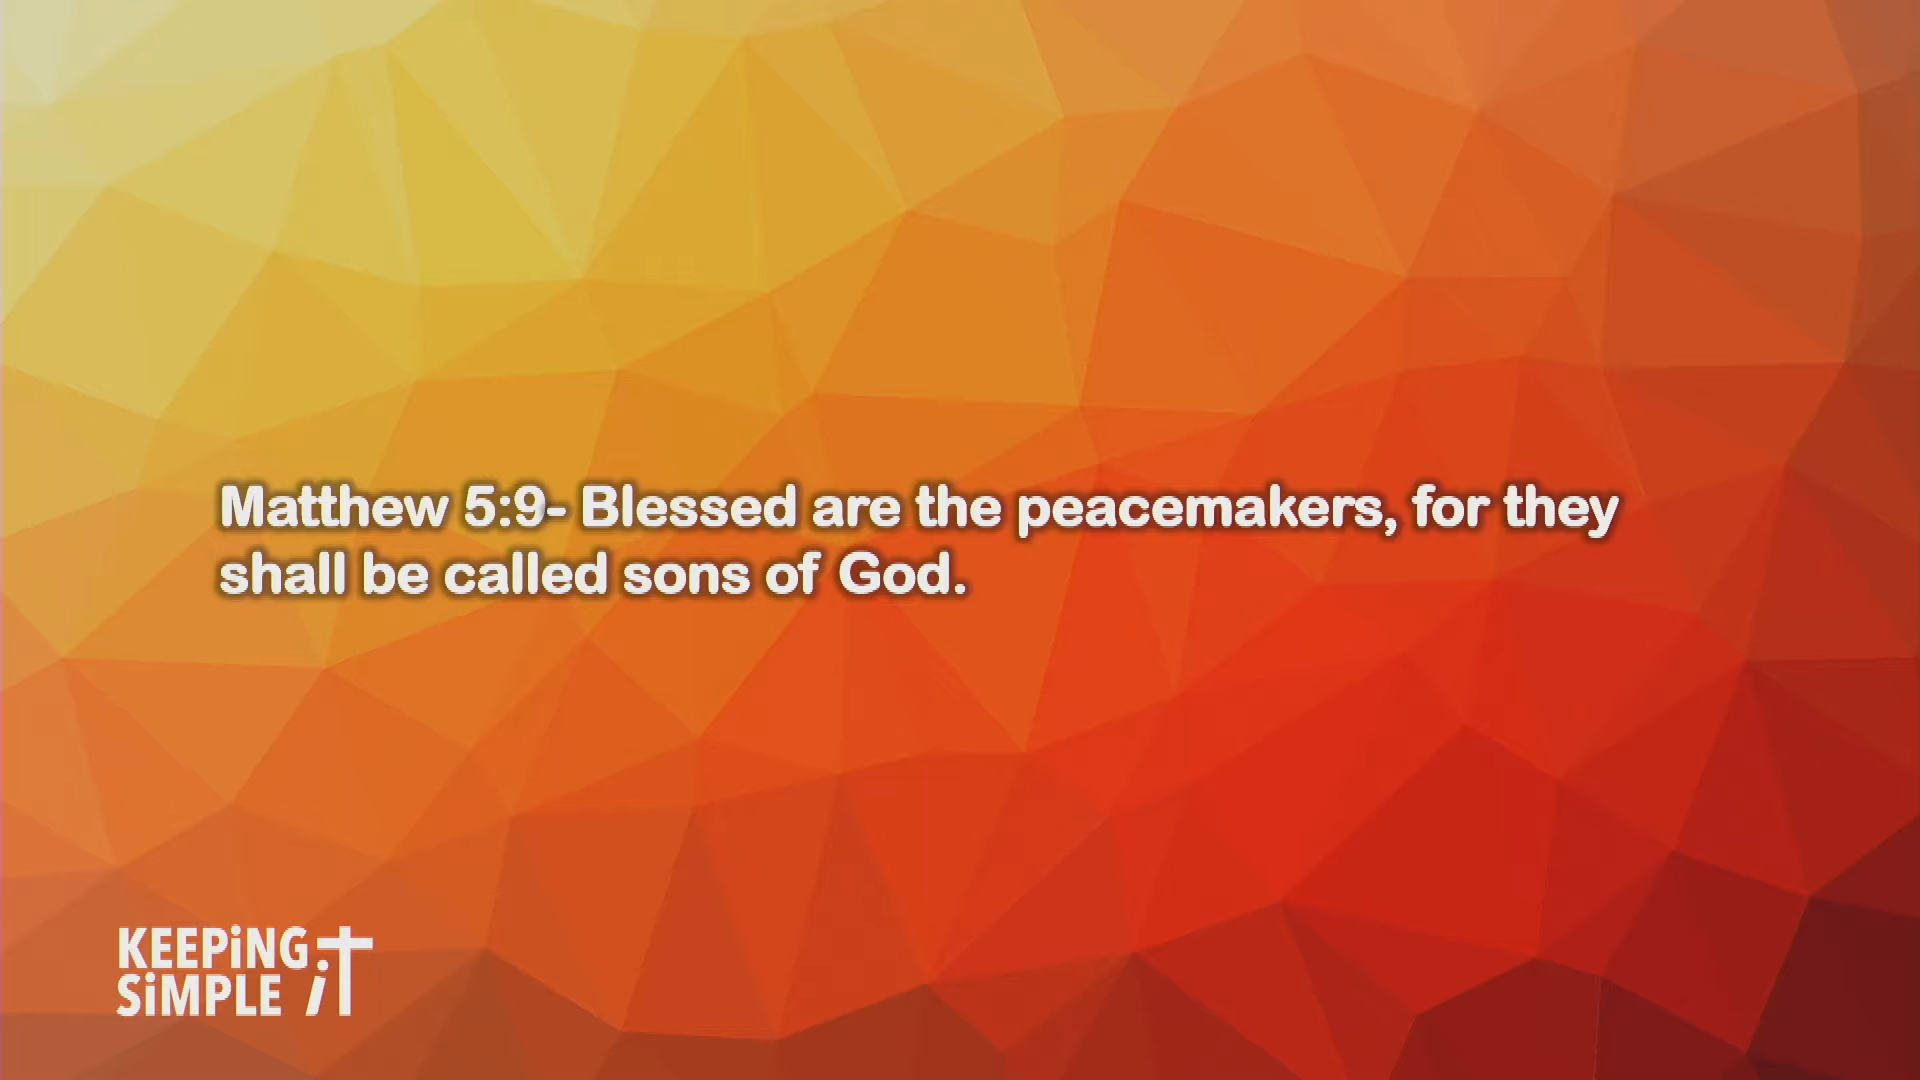 Matthew 5:9- Blessed are the peacemakers, for they
shall be called sons of God.
KEEPiNG
SiMPLE iT